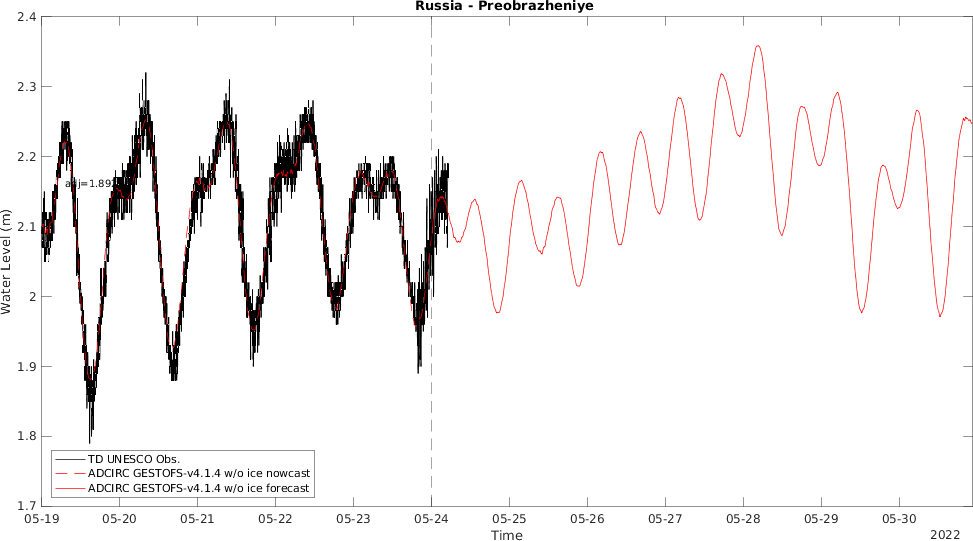 Russia - Preobrazheniye
2.4
2.3
2.2
2.1
2
1.9
1.8
1.7
Water Level (m)
TD UNESCO Obs.
ADCIRC GESTOFS-v4.1.4 w/o ice nowcast
ADCIRC GESTOFS-v4.1.4 w/o ice forecast
05-19 05-20 05-21 05-22 05-23 05-24 05-25 05-26 05-27 05-28 05-29 05-30
Time
2022